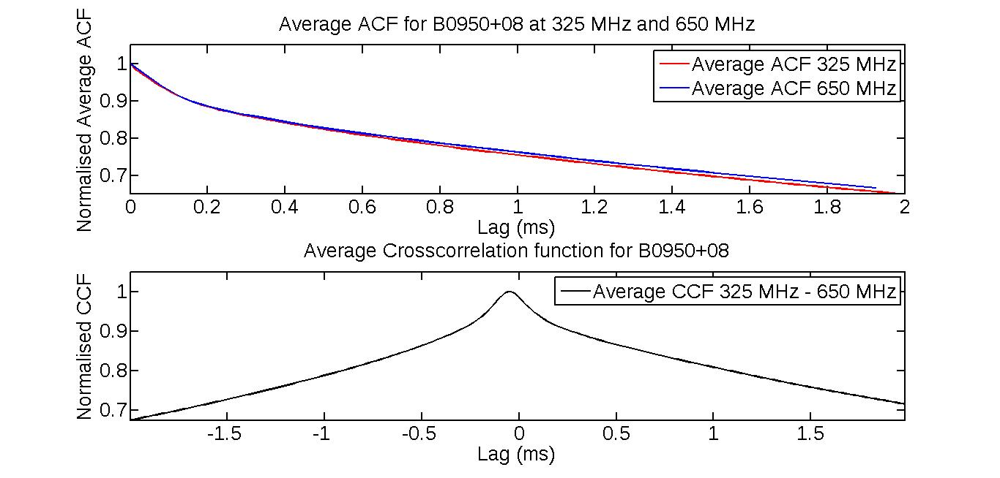 Average ACF for B0950+08 at 325 MHz and 650 MHz
Normalised Average ACF
1
0.9
0.8
0.7
Average ACF 325 MHz
Average ACF 650 MHz
0 0.2 0.4 0.6 0.8 1 1.2 1.4 1.6 1.8 2
Lag (ms)
Average Crosscorrelation function for B0950+08
Normalised CCF
1
0.9
0.8
0.7
Average CCF 325 MHz - 650 MHz
-1.5 -1 -0.5 0 0.5 1 1.5
Lag (ms)